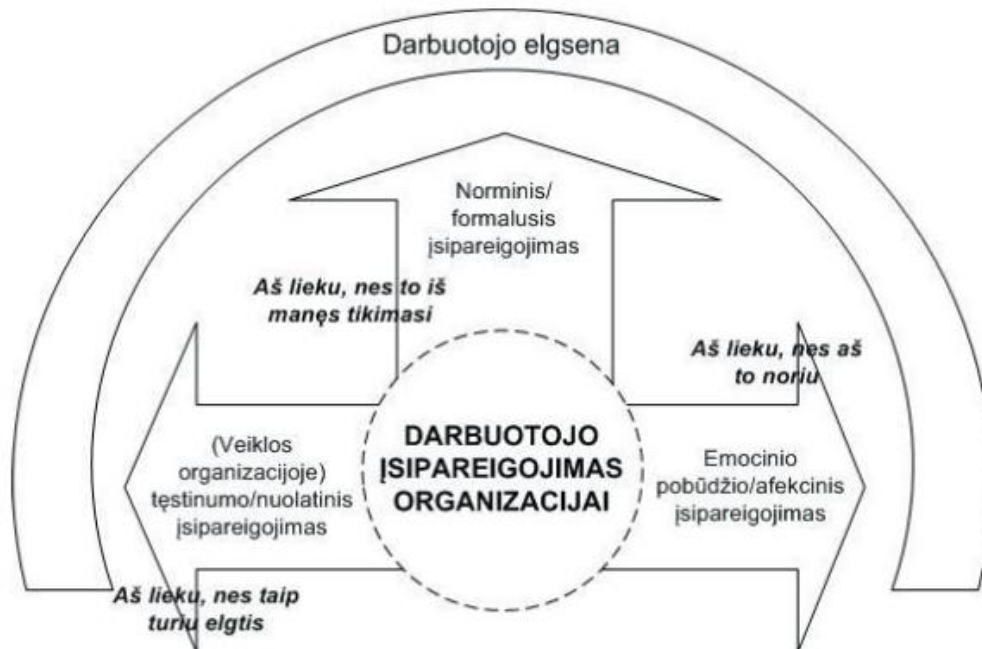 Darbuotojo elgsena
Norminis/
formalusis
įsipareigojimas
Aš lieku, nes to iš
manęs tikimasi
Aš lieku, nes aš
to noriu
DARBUOTOJO
ĮSIPAREIGOJIMAS
ORGANIZACIJAI
(Veiklos
organizacijoje)
tęstinumo/nuolatinis
įsipareigojimas
Emocinio
pobūdžio/afekcinis
įsipareigojimas
Aš lieku, nes taip
turiu elgtis